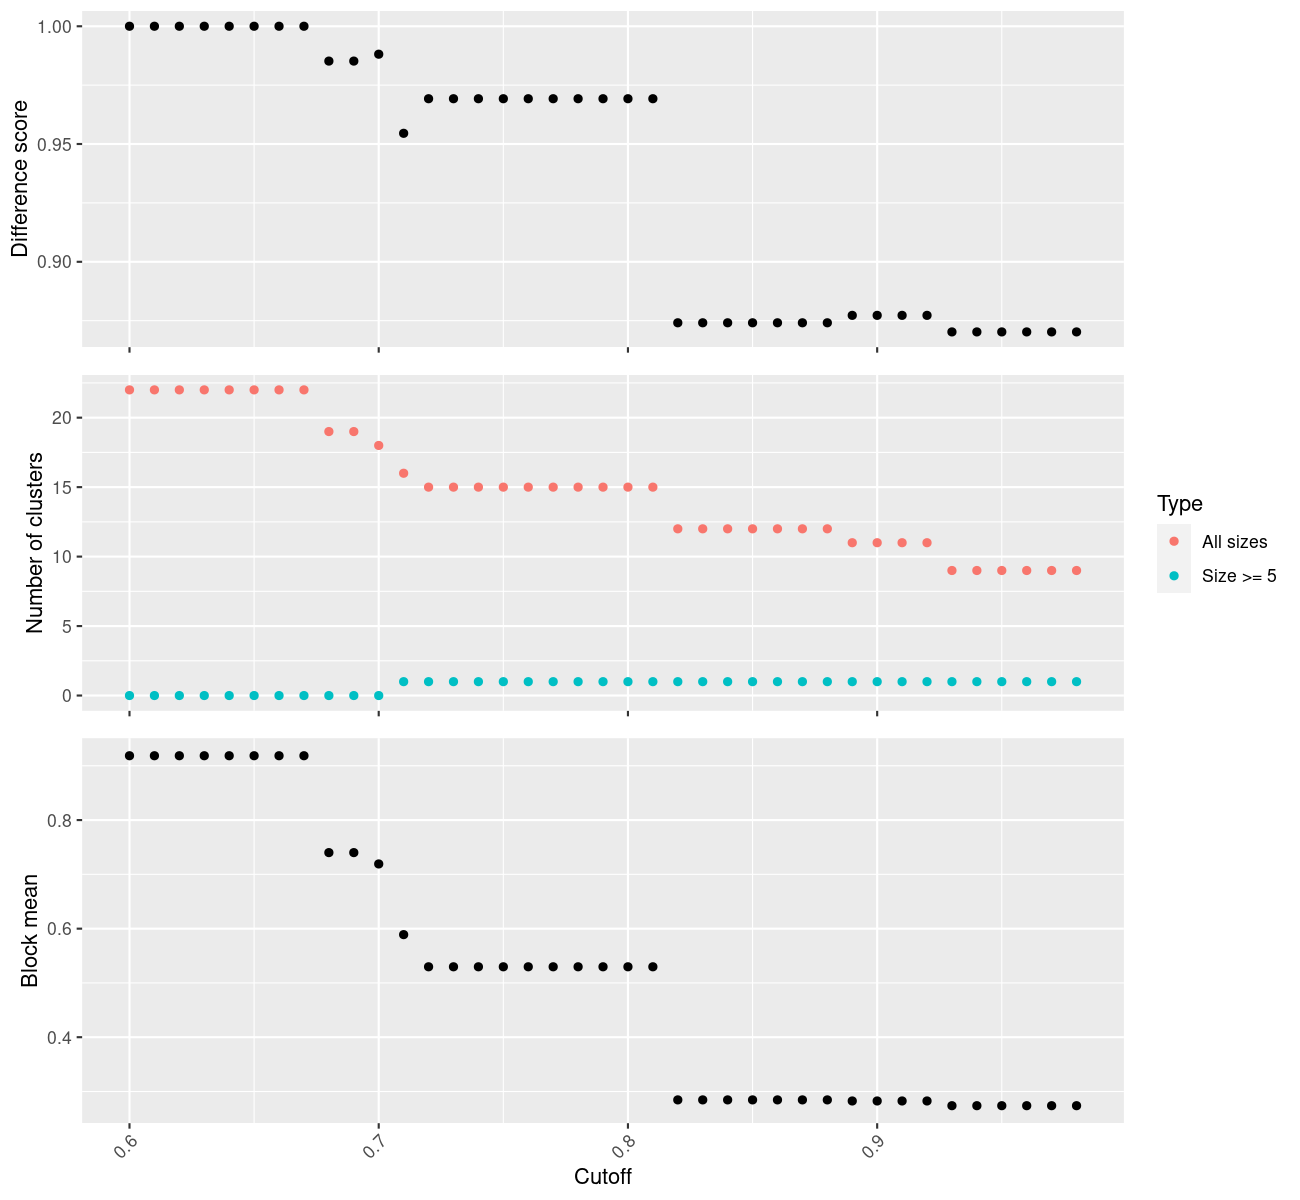 1.00
0.95
0.90
Difference score
20
15
10
5
0
Number of clusters
Type
All sizes
Size >= 5
0.8
0.6
0.4
Block mean
0.6
0.7
0.8
0.9
Cutoff